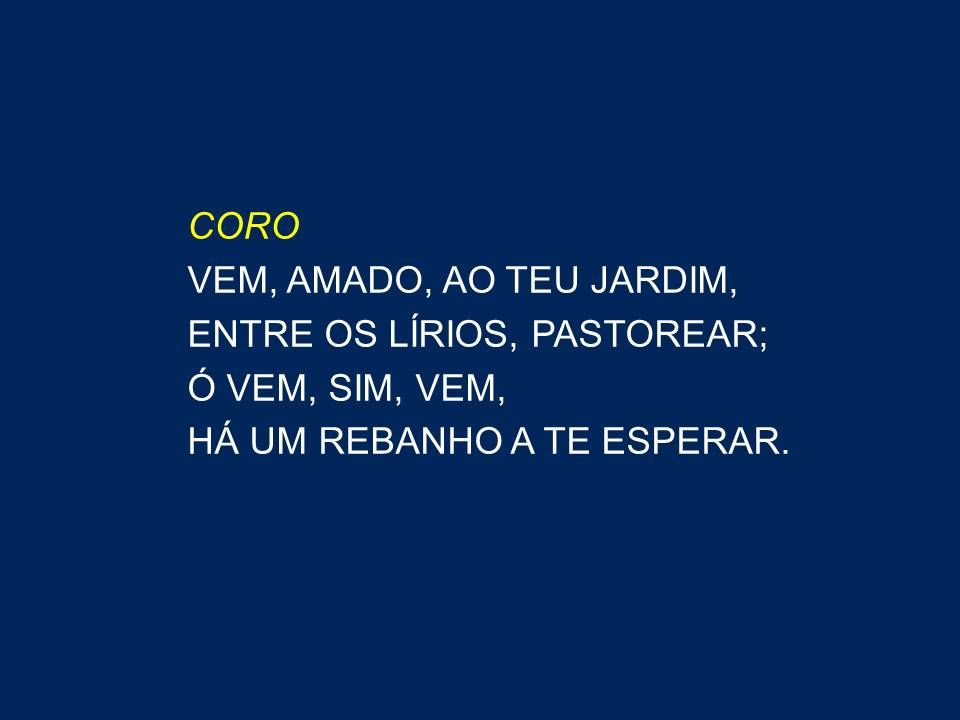 CORO
VEM, AMADO, AO TEU JARDIM,
ENTRE OS LÍRIOS, PASTOREAR;
Ó VEM, SIM, VEM,
HÁ UM REBANHO A TE ESPERAR.